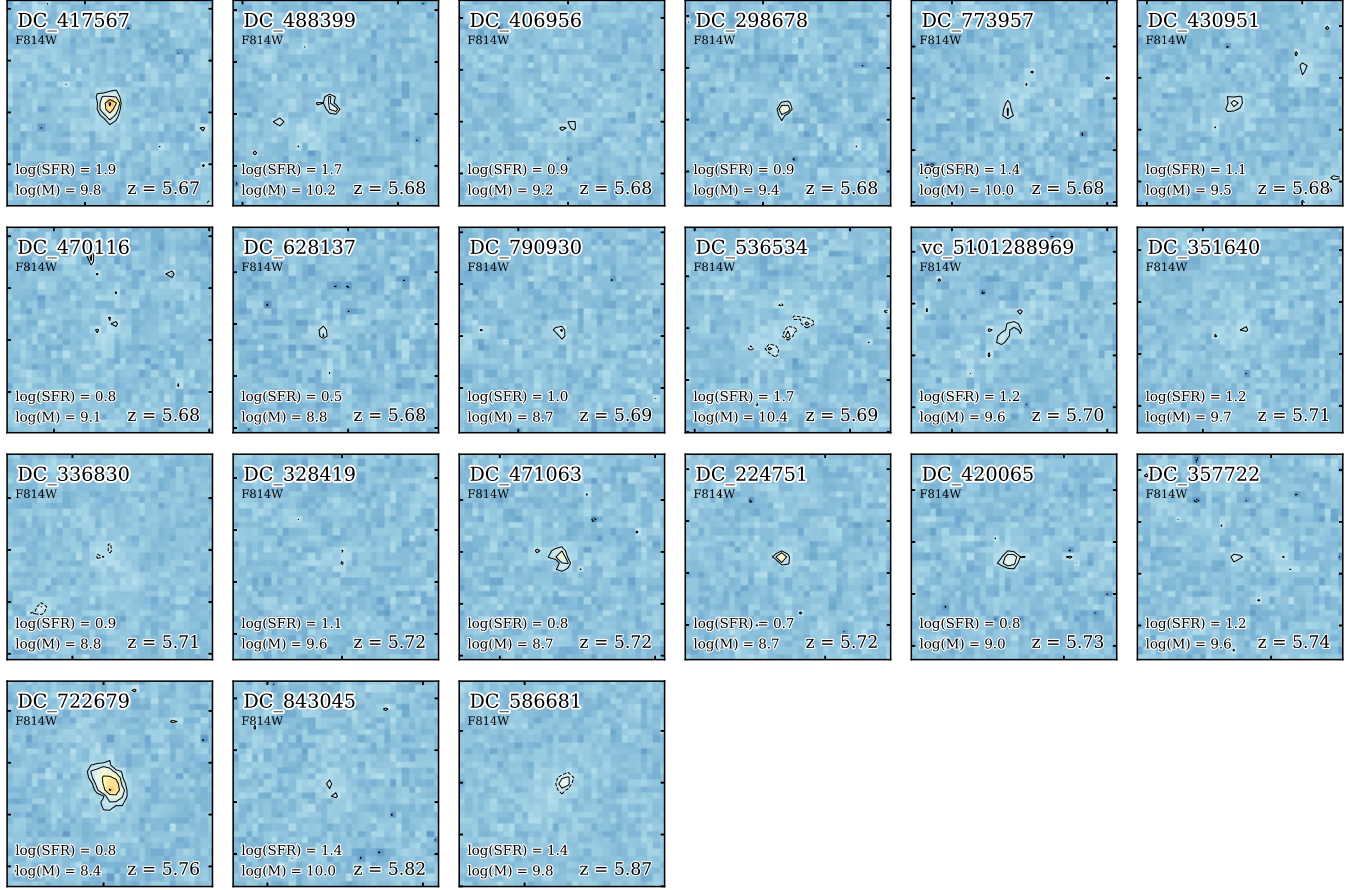 DC_417567
F814W
log(SFR) = 1.9
log(M) = 9.8 z = 5.67
DC_488399
F814W
log(SFR) = 1.7
log(M) = 10.2 z = 5.68
DC_406956
F814W
log(SFR) = 0.9
log(M) = 9.2 z = 5.68
DC_298678
F814W
log(SFR) = 0.9
log(M) = 9.4 z = 5.68
DC_773957
F814W
log(SFR) = 1.4
log(M) = 10.0 z = 5.68
DC_430951
F814W
log(SFR) = 1.1
log(M) = 9.5 z = 5.68
DC_470116
F814W
log(SFR) = 0.8
log(M) = 9.1 z = 5.68
DC_628137
F814W
log(SFR) = 0.5
log(M) = 8.8 z = 5.68
DC_790930
F814W
log(SFR) = 1.0
log(M) = 8.7 z = 5.69
DC_536534
F814W
log(SFR) = 1.7
log(M) = 10.4 z = 5.69
vc_5101288969
F814W
log(SFR) = 1.2
log(M) = 9.6 z = 5.70
DC_351640
F814W
log(SFR) = 1.2
log(M) = 9.7 z = 5.71
DC_336830
F814W
log(SFR) = 0.9
log(M) = 8.8 z = 5.71
DC_328419
F814W
log(SFR) = 1.1
log(M) = 9.6 z = 5.72
DC_471063
F814W
log(SFR) = 0.8
log(M) = 8.7 z = 5.72
DC_224751
F814W
log(SFR) = 0.7
log(M) = 8.7 z = 5.72
DC_420065
F814W
log(SFR) = 0.8
log(M) = 9.0 z = 5.73
DC_357722
F814W
log(SFR) = 1.2
log(M) = 9.6 z = 5.74
DC_722679
F814W
log(SFR) = 0.8
log(M) = 8.4 z = 5.76
DC_843045
F814W
log(SFR) = 1.4
log(M) = 10.0 z = 5.82
DC_586681
F814W
log(SFR) = 1.4
log(M) = 9.8 z = 5.87